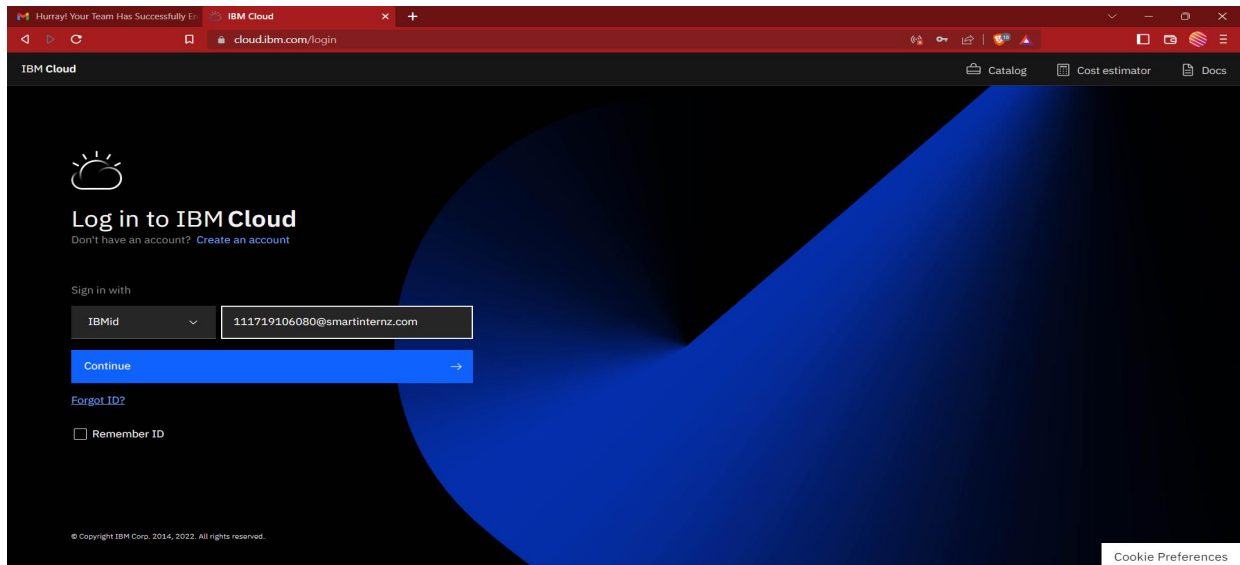 Hurray! Your Team Has Successfully En
IBM Cloud
cloud.ibm.com/login
IBM Cloud
Catalog
Cost estimator
Docs
Log in to IBM Cloud
Don't have an account? Create an account
Sign in with
IBMid
111719106080@smartinternz.com
Continue
Forgot ID?
Remember ID
© Copyright IBM Corp. 2014, 2022. All rights reserved.
Cookie Preferences